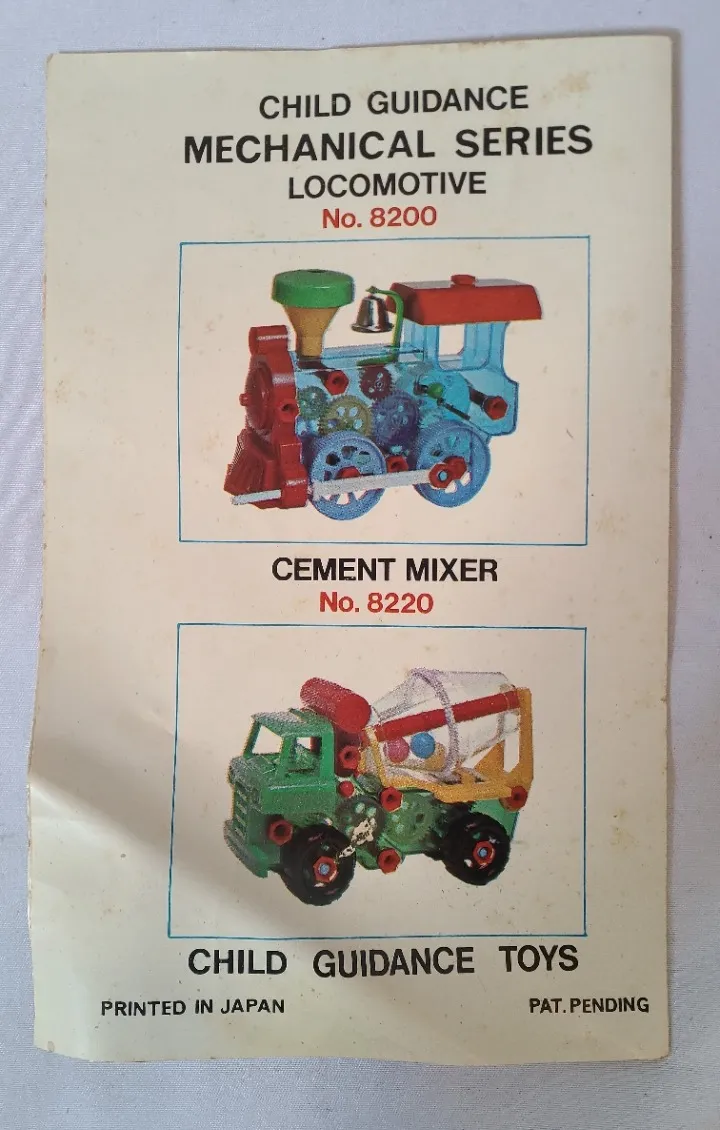 CHILD GUIDANCE
MECHANICAL SERIES
LOCOMOTIVE
No. 8200
CEMENT MIXER
No. 8220
CHILD GUIDANCE TOYS
PRINTED IN JAPAN
PAT. PENDING